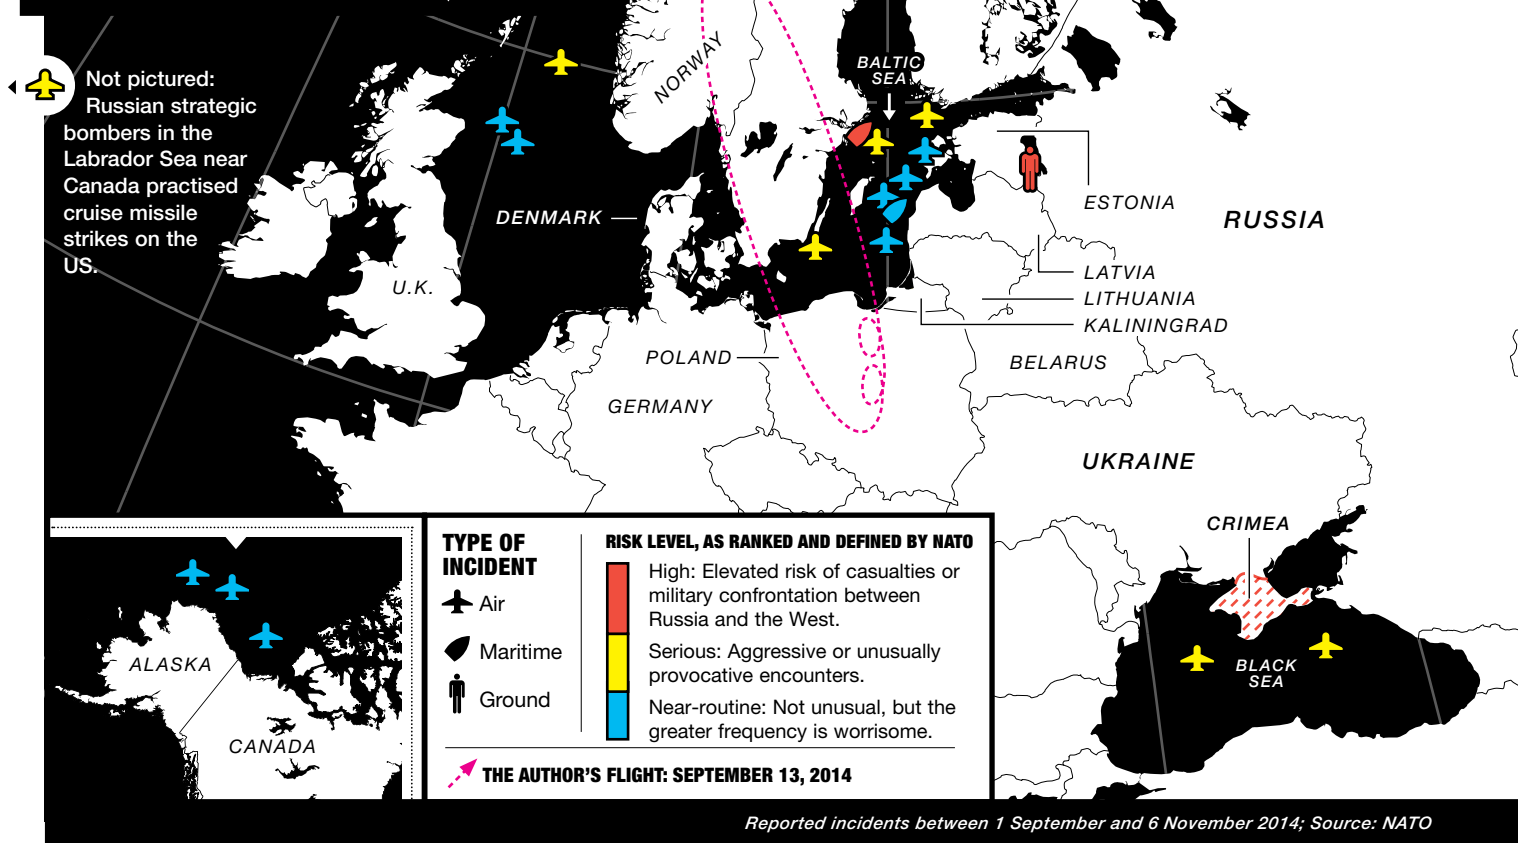 Not pictured:
Russian strategic
bombers in the
Labrador Sea near
Canada practised
cruise missile
strikes on the
US.
NORWAY
BALTIC
SEA
DENMARK
ESTONIA
RUSSIA
LATVIA
LITHUANIA
KALININGRAD
U.K.
POLAND
BELARUS
GERMANY
UKRAINE
CRIMEA
BLACK
SEA
ALASKA
CANADA
TYPE OF
INCIDENT
Air
Maritime
Ground
RISK LEVEL, AS RANKED AND DEFINED BY NATO
High: Elevated risk of casualties or
military confrontation between
Russia and the West.
Serious: Aggressive or unusually
provocative encounters.
Near-routine: Not unusual, but the
greater frequency is worrisome.
THE AUTHOR'S FLIGHT: SEPTEMBER 13, 2014
Reported incidents between 1 September and 6 November 2014; Source: NATO